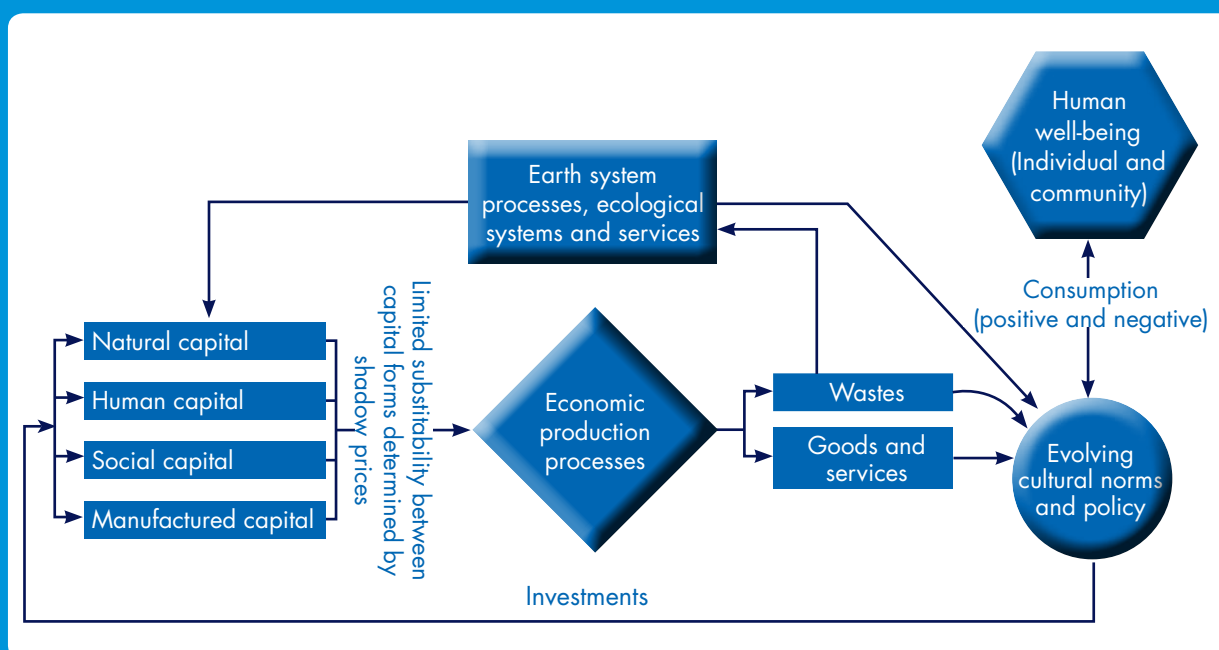 Human
well-being
(Individual and
community)
Earth system
processes, ecological
systems and services
Consumption
(positive and negative)
Natural capital
Human capital
Social capital
Manufactured capital
Limited substitability between
capital forms determined by
shadow prices
Economic
production
processes
Wastes
Goods and
services
Evolving
cultural norms
and policy
Investments